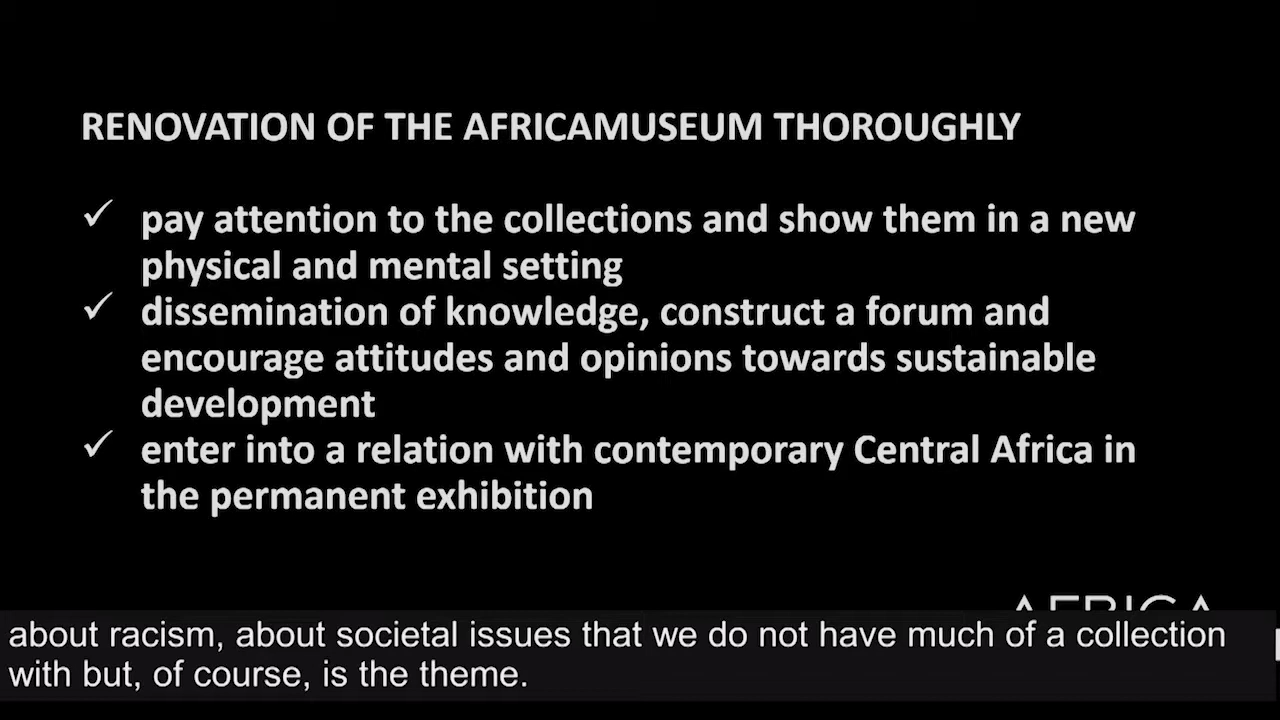 RENOVATION OF THE AFRICAMUSEUM THOROUGHLY
✓ pay attention to the collections and show them in a new
physical and mental setting
✓ dissemination of knowledge, construct a forum and
encourage attitudes and opinions towards sustainable
development
✓ enter into a relation with contemporary Central Africa in
the permanent exhibition
AFRICA
about racism, about societal issues that we do not have much of a collection
with but, of course, is the theme.